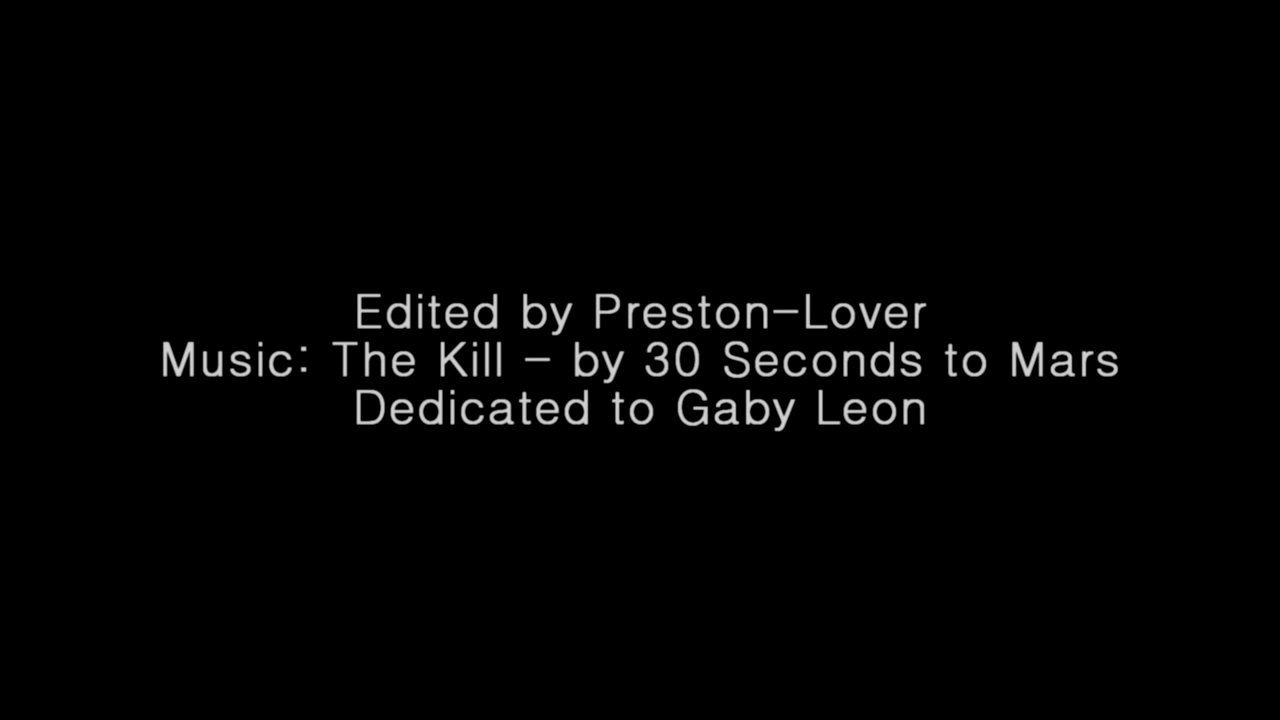 Edited by Preston-Lover
Music: The Kill - by 30 Seconds to Mars
Dedicated to Gaby Leon